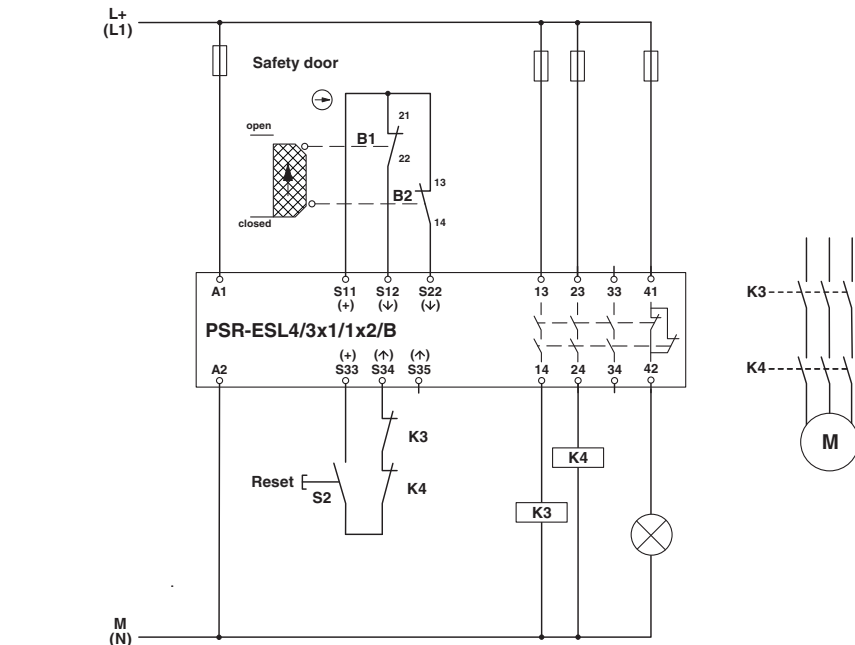 L+
(L1)
Safety door
open
21
B1
22
13
B2
closed
14
A1 S11 S12 S22 13 23 33 41
(+) (↓) (↓)
PSR-ESL4/3x1/1x2/B
(+) (↑) (↑)
A2 S33 S34 S35 14 24 34 42
K3
K4
M
K3
K4
Reset
S2
K4
K3
M
(N)